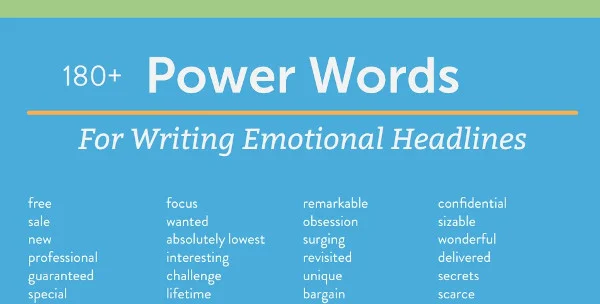 180+ Power Words
For Writing Emotional Headlines
free
sale
new
professional
guaranteed
special
focus
wanted
absolutely lowest
interesting
challenge
lifetime
remarkable
obsession
surging
revisited
unique
bargain
confidential
sizable
wonderful
delivered
secrets
scarce